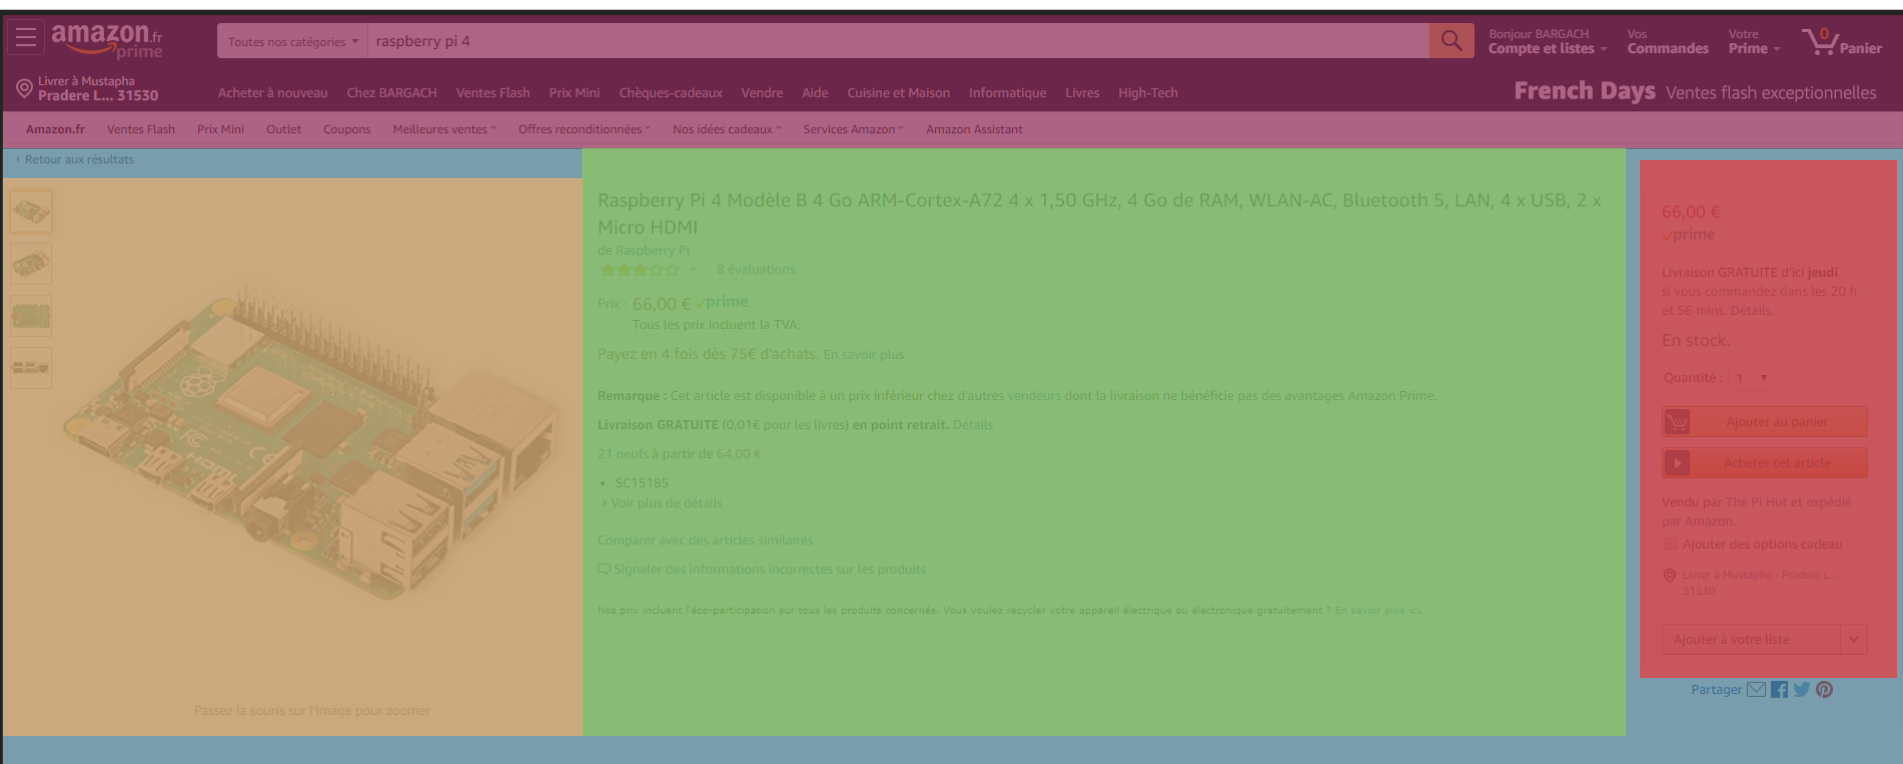 amazon.fr
prime
Toutes nos catégories
raspberry pi 4
Bonjour BARGACH
Compte et listes
Vos
Commandes
Votre
Prime
0
Panier
Livrer à Mustapha
Pradere L... 31530
Acheter à nouveau Chez BARGACH Ventes Flash Prix Mini Chèques-cadeaux Vendre Aide Cuisine et Maison Informatique Livres High-Tech
French Days Ventes flash exceptionnelles
Amazon.fr Ventes Flash Prix Mini Outlet Coupons Meilleures ventes Offres reconditionnées Nos idées cadeaux Services Amazon Amazon Assistant
‹ Retour aux résultats
Passez la souris sur l'image pour zoomer
Raspberry Pi 4 Modèle B 4 Go ARM-Cortex-A72 4 x 1,50 GHz, 4 Go de RAM, WLAN-AC, Bluetooth 5, LAN, 4 x USB, 2 x
Micro HDMI
de Raspberry Pi
8 évaluations
Prix : 66,00 € prime
Tous les prix incluent la TVA.
Payez en 4 fois dès 75€ d'achats. En savoir plus
Remarque : Cet article est disponible à un prix inférieur chez d'autres vendeurs dont la livraison ne bénéficie pas des avantages Amazon Prime.
Livraison GRATUITE (0,01€ pour les livres) en point retrait. Détails
21 neufs à partir de 64,00 €
• SC15185
› Voir plus de détails
Comparer avec des articles similaires
Signaler des informations incorrectes sur les produits
Nos prix incluent l'éco-participation sur tous les produits concernés. Vous voulez recycler votre appareil électrique ou électronique gratuitement ? En savoir plus ici.
66,00 €
prime
Livraison GRATUITE d'ici jeudi
si vous commandez dans les 20 h
et 56 mins. Détails.
En stock.
Quantité : 1
Ajouter au panier
Acheter cet article
Vendu par The Pi Hut et expédié
par Amazon.
Ajouter des options cadeau
Livrer à Mustapha - Pradere L...
31530
Ajouter à votre liste
Partager